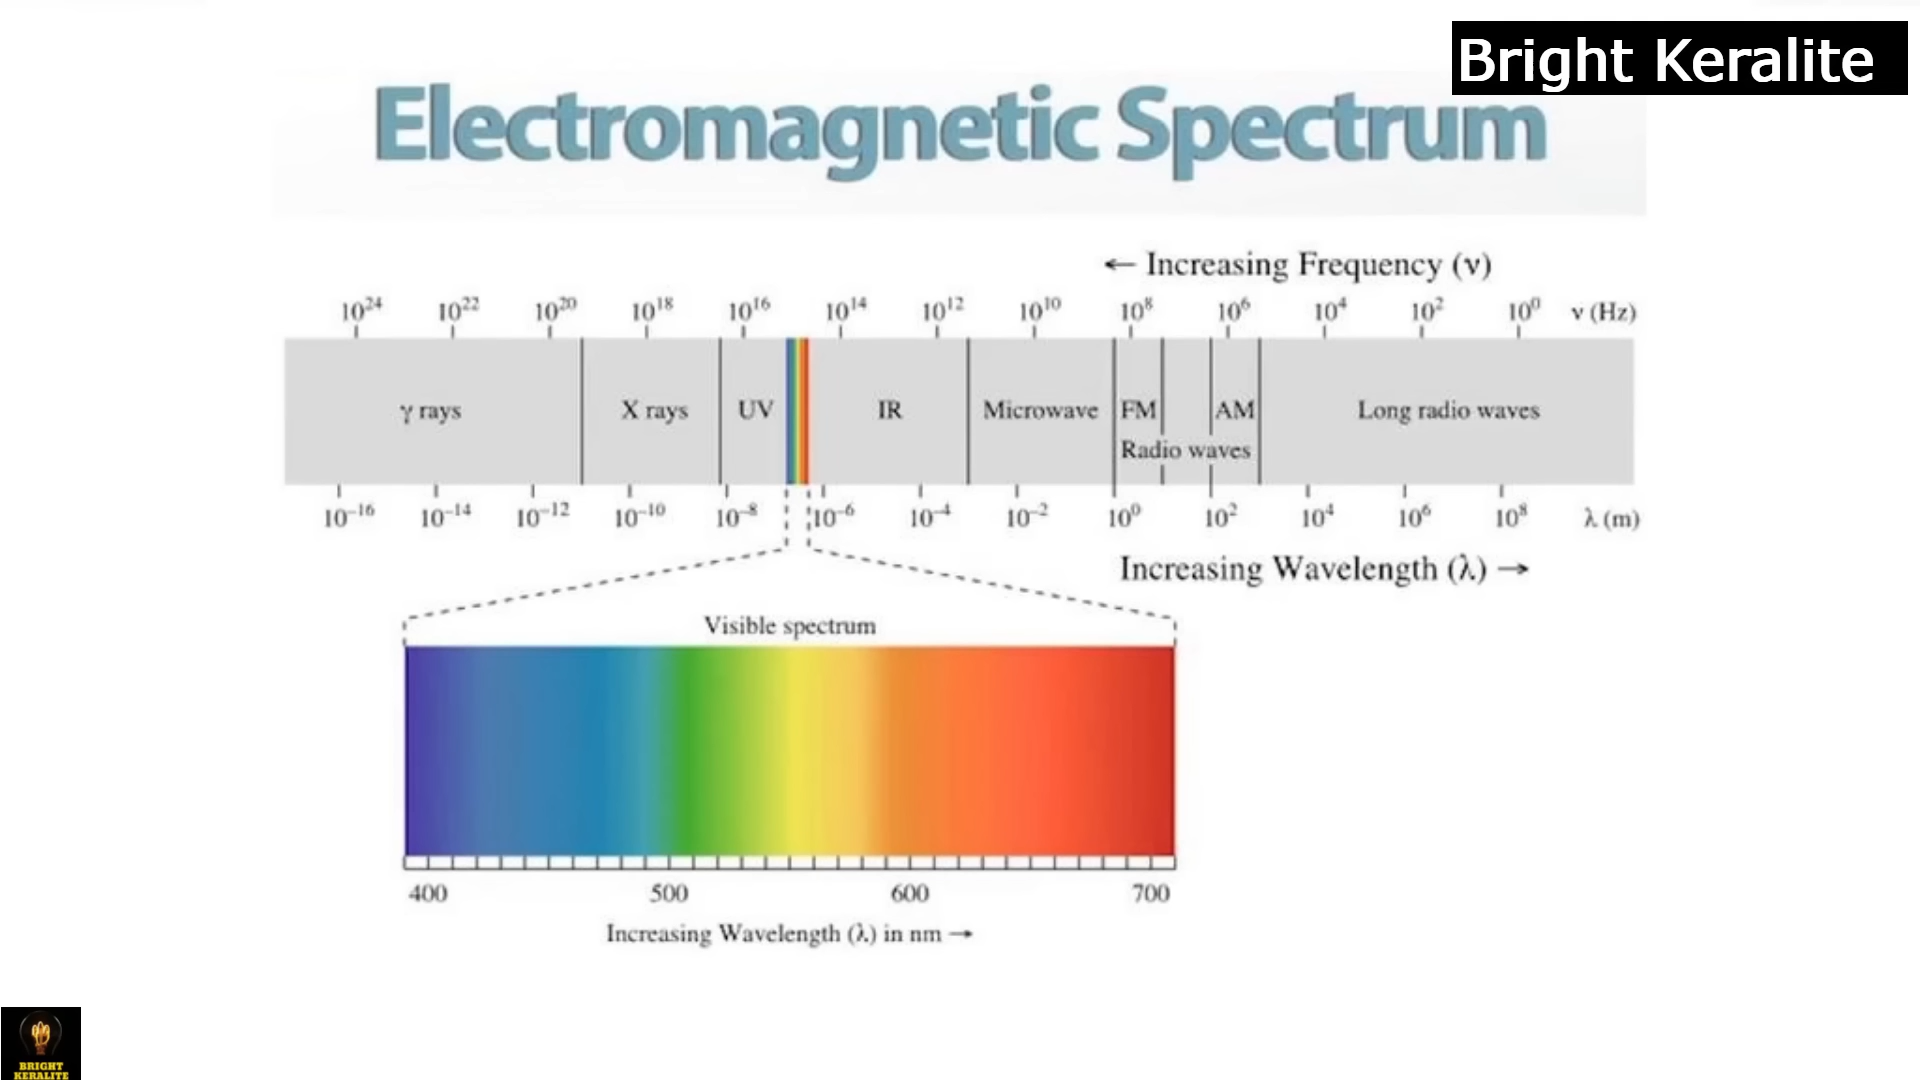 Bright Keralite
Electromagnetic Spectrum
← Increasing Frequency (ν)
10²⁴ 10²² 10²⁰ 10¹⁸ 10¹⁶ 10¹⁴ 10¹² 10¹⁰ 10⁸ 10⁶ 10⁴ 10² 10⁰ ν (Hz)
γ rays X rays UV IR Microwave FM AM Long radio waves
Radio waves
10⁻¹⁶ 10⁻¹⁴ 10⁻¹² 10⁻¹⁰ 10⁻⁸ 10⁻⁶ 10⁻⁴ 10⁻² 10⁰ 10² 10⁴ 10⁶ 10⁸ λ (m)
Increasing Wavelength (λ) →
Visible spectrum
400 500 600 700
Increasing Wavelength (λ) in nm →
BRIGHT
KERALITE